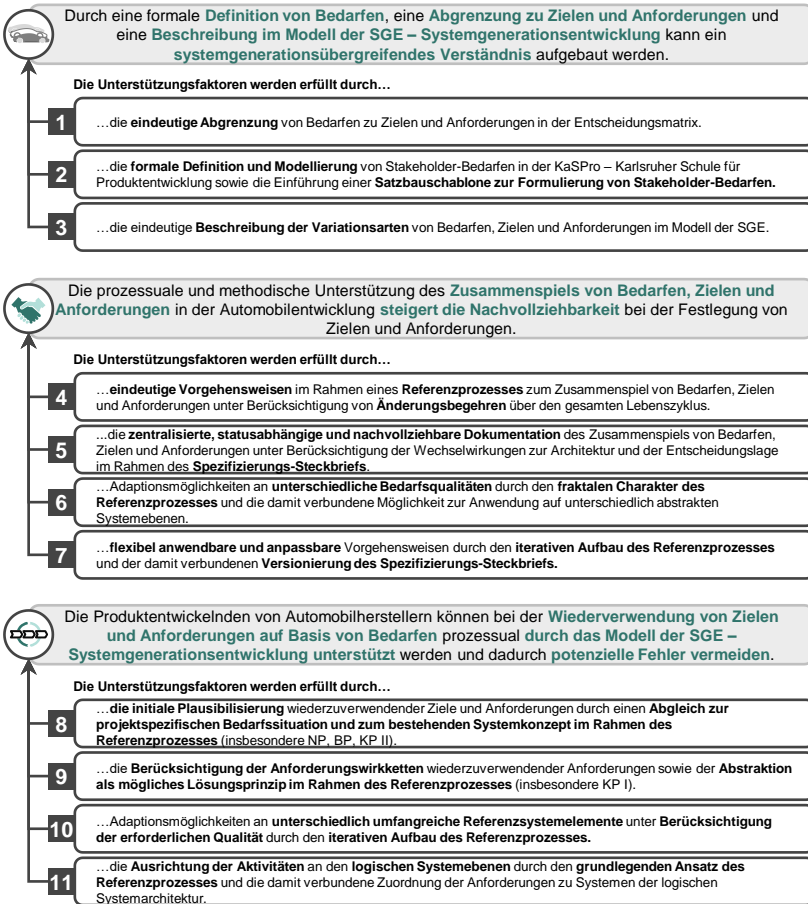 Durch eine formale Definition von Bedarfen, eine Abgrenzung zu Zielen und Anforderungen und
eine Beschreibung im Modell der SGE – Systemgenerationsentwicklung kann ein
systemgenerationsübergreifendes Verständnis aufgebaut werden.
Die Unterstützungsfaktoren werden erfüllt durch…
1
…die eindeutige Abgrenzung von Bedarfen zu Zielen und Anforderungen in der Entscheidungsmatrix.
2
…die formale Definition und Modellierung von Stakeholder-Bedarfen in der KaSPro – Karlsruher Schule für
Produktentwicklung sowie die Einführung einer Satzbauschablone zur Formulierung von Stakeholder-Bedarfen.
3
…die eindeutige Beschreibung der Variationsarten von Bedarfen, Zielen und Anforderungen im Modell der SGE.
Die prozessuale und methodische Unterstützung des Zusammenspiels von Bedarfen, Zielen und
Anforderungen in der Automobilentwicklung steigert die Nachvollziehbarkeit bei der Festlegung von
Zielen und Anforderungen.
Die Unterstützungsfaktoren werden erfüllt durch…
4
…eindeutige Vorgehensweisen im Rahmen eines Referenzprozesses zum Zusammenspiel von Bedarfen, Zielen
und Anforderungen unter Berücksichtigung von Änderungsbegehren über den gesamten Lebenszyklus.
5
...die zentralisierte, statusabhängige und nachvollziehbare Dokumentation des Zusammenspiels von Bedarfen,
Zielen und Anforderungen unter Berücksichtigung der Wechselwirkungen zur Architektur und der Entscheidungslage
im Rahmen des Spezifizierungs-Steckbriefs.
6
…Adaptionsmöglichkeiten an unterschiedliche Bedarfsqualitäten durch den fraktalen Charakter des
Referenzprozesses und die damit verbundene Möglichkeit zur Anwendung auf unterschiedlich abstrakten
Systemebenen.
7
…flexibel anwendbare und anpassbare Vorgehensweisen durch den iterativen Aufbau des Referenzprozesses
und der damit verbundenen Versionierung des Spezifizierungs-Steckbriefs.
Die Produktentwickelnden von Automobilherstellern können bei der Wiederverwendung von Zielen
und Anforderungen auf Basis von Bedarfen prozessual durch das Modell der SGE –
Systemgenerationsentwicklung unterstützt werden und dadurch potenzielle Fehler vermeiden.
Die Unterstützungsfaktoren werden erfüllt durch…
8
…die initiale Plausibilisierung wiederzuverwendender Ziele und Anforderungen durch einen Abgleich zur
projektspezifischen Bedarfssituation und zum bestehenden Systemkonzept im Rahmen des
Referenzprozesses (insbesondere NP, BP, KP II).
9
…die Berücksichtigung der Anforderungswirkketten wiederzuverwendender Anforderungen sowie der Abstraktion
als mögliches Lösungsprinzip im Rahmen des Referenzprozesses (insbesondere KP I).
10
…Adaptionsmöglichkeiten an unterschiedlich umfangreiche Referenzsystemelemente unter Berücksichtigung
der erforderlichen Qualität durch den iterativen Aufbau des Referenzprozesses.
11
…die Ausrichtung der Aktivitäten an den logischen Systemebenen durch den grundlegenden Ansatz des
Referenzprozesses und die damit verbundene Zuordnung der Anforderungen zu Systemen der logischen
Systemarchitektur.